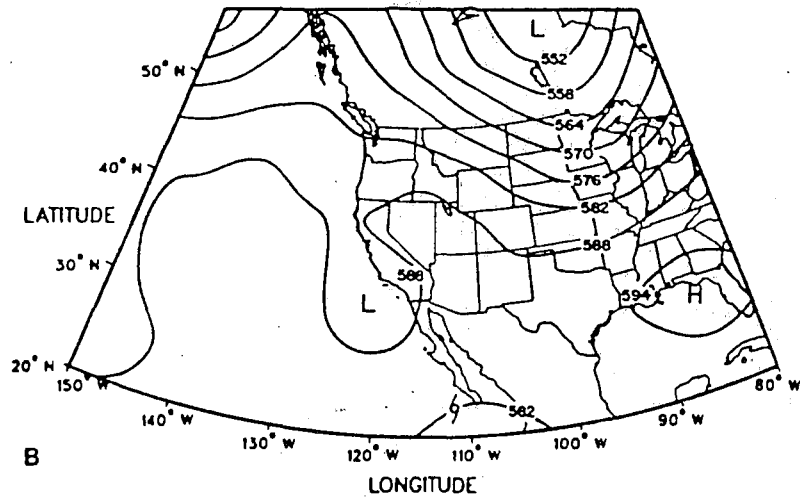 L
50° N
552
558
564
570
40° N
576
582
LATITUDE
588
30° N
588
594
H
L
20° N
150° W
80° W
582
140° W
90° W
130° W
120° W
110° W
100° W
B
LONGITUDE